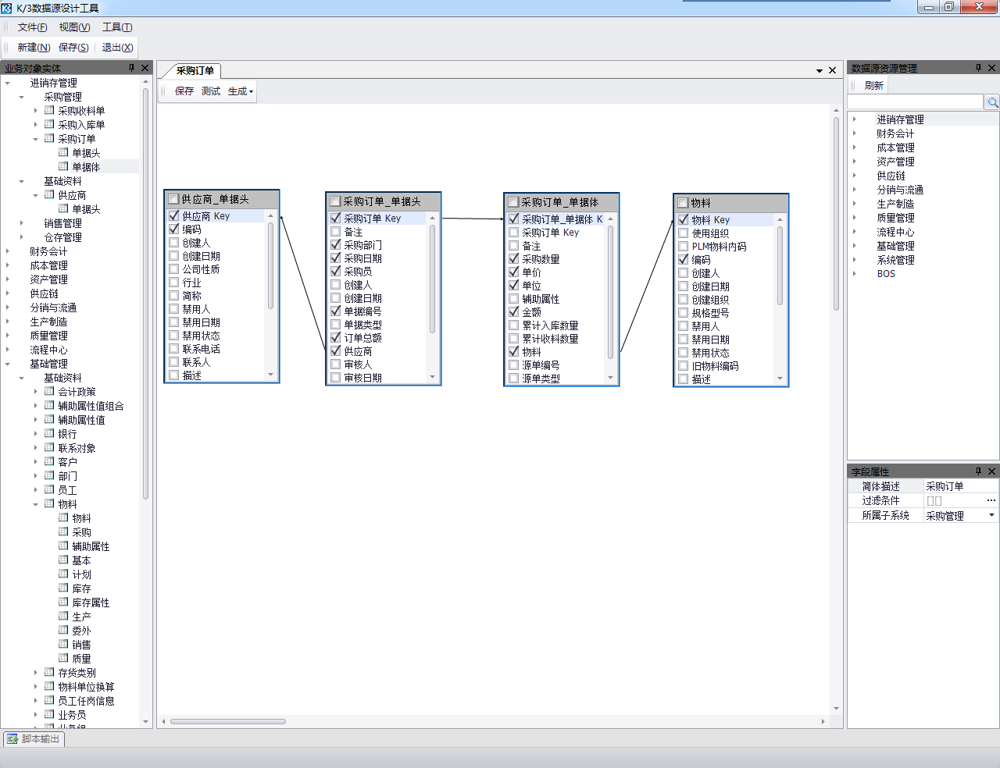 K/3数据源设计工具
文件(F) 视图(V) 工具(T)
新建(N) 保存(S) 退出(X)
业务对象实体
进销存管理
采购管理
采购收料单
采购入库单
采购订单
单据头
单据体
基础资料
供应商
单据头
销售管理
仓存管理
财务会计
成本管理
资产管理
供应链
分销与流通
生产制造
质量管理
流程中心
基础管理
基础资料
会计政策
辅助属性值组合
辅助属性值
银行
联系对象
客户
部门
员工
物料
物料
采购
辅助属性
基本
计划
库存
库存属性
生产
委外
销售
质量
存货类别
物料单位换算
员工任岗信息
业务员
采购订单
保存 测试 生成
供应商_单据头
供应商 Key
编码
创建人
创建日期
公司性质
行业
简称
禁用人
禁用日期
禁用状态
联系电话
联系人
描述
采购订单_单据头
采购订单 Key
备注
采购部门
采购日期
采购员
创建人
创建日期
单据编号
单据类型
订单总额
供应商
审核人
审核日期
采购订单_单据体
采购订单_单据体 K
采购订单 Key
备注
采购数量
单价
单位
辅助属性
金额
累计入库数量
累计收料数量
物料
源单编号
源单类型
物料
物料 Key
使用组织
PLM物料内码
编码
创建人
创建日期
创建组织
规格型号
禁用人
禁用日期
禁用状态
旧物料编码
描述
数据源资源管理
刷新
进销存管理
财务会计
成本管理
资产管理
供应链
分销与流通
生产制造
质量管理
流程中心
基础管理
系统管理
BOS
字段属性
简体描述 采购订单
过滤条件 [][] ...
所属子系统 采购管理
脚本输出